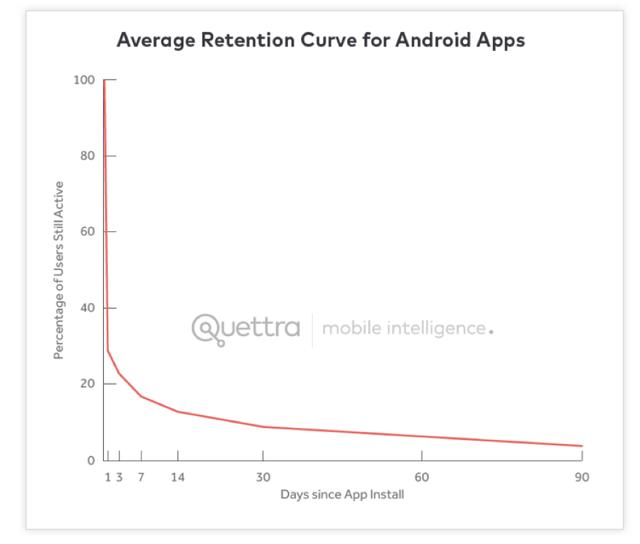 Average Retention Curve for Android Apps
100
80
60
40
20
0
Percentage of Users Still Active
Quettra mobile intelligence.
1 3 7 14 30 60 90
Days since App Install